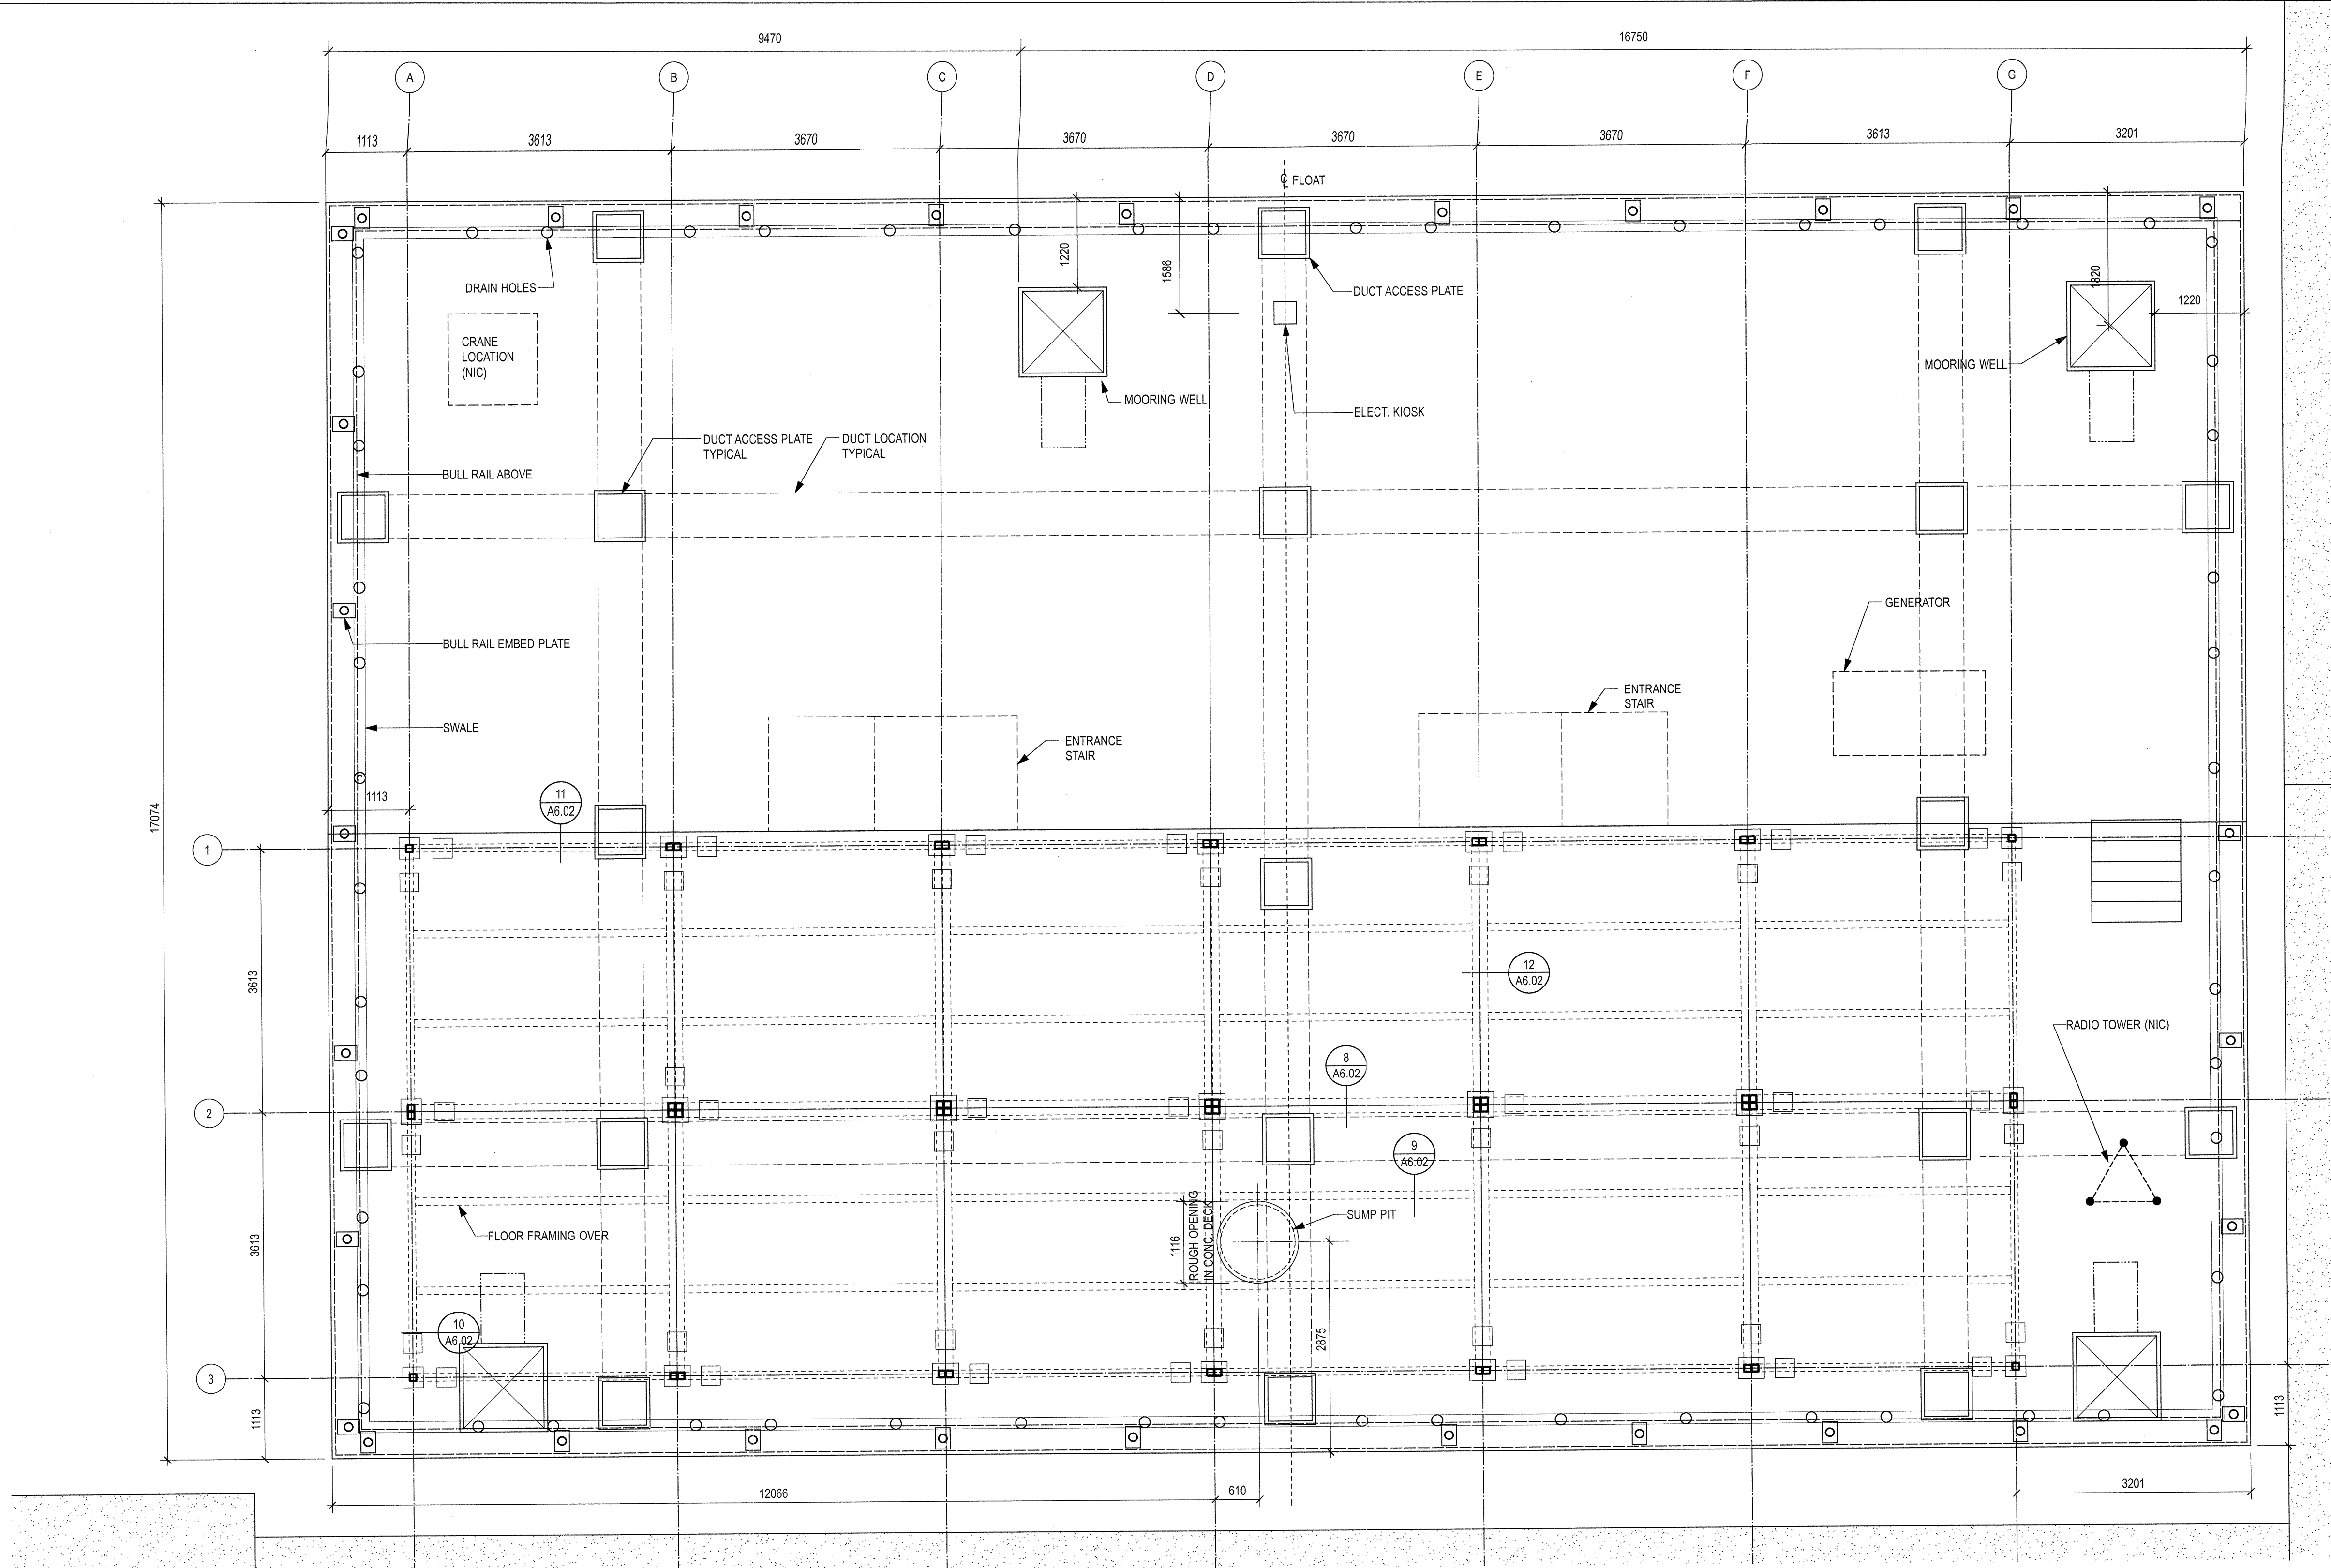 9470
16750
A
B
C
D
E
F
G
1113
3613
3670
3670
3670
3670
3613
3201
℄ FLOAT
1220
1586
1820
1220
DRAIN HOLES
DUCT ACCESS PLATE
CRANE
LOCATION
(NIC)
MOORING WELL
MOORING WELL
ELECT. KIOSK
DUCT ACCESS PLATE
TYPICAL
DUCT LOCATION
TYPICAL
BULL RAIL ABOVE
GENERATOR
BULL RAIL EMBED PLATE
ENTRANCE
STAIR
SWALE
ENTRANCE
STAIR
11
A6.02
1113
17074
1
3613
12
A6.02
RADIO TOWER (NIC)
8
A6.02
2
9
A6.02
1116
ROUGH OPENING
IN CONC. DECK
SUMP PIT
FLOOR FRAMING OVER
3613
10
A6.02
2875
3
1113
1113
12066
610
3201